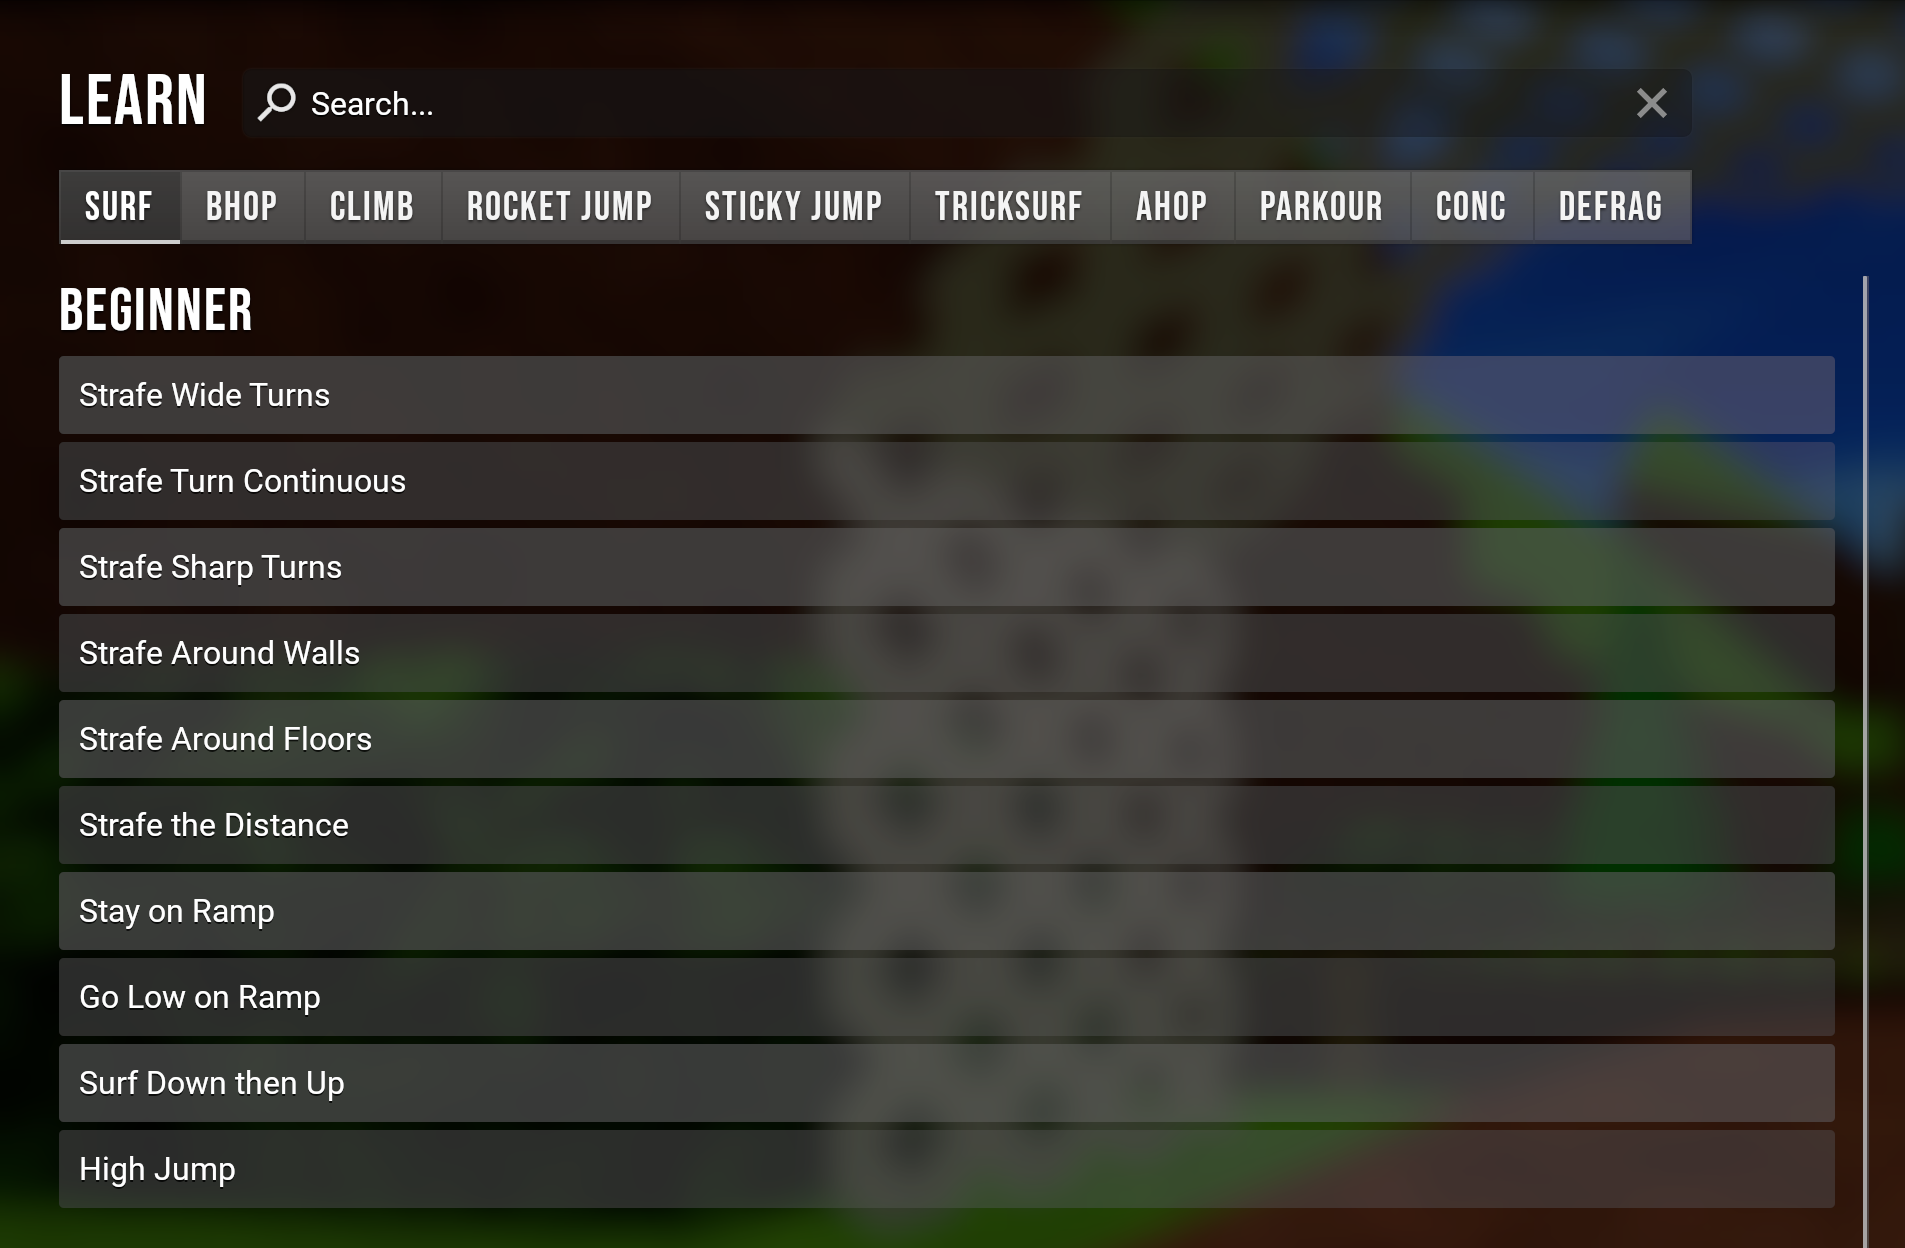 LEARN Search...
SURF BHOP CLIMB ROCKET JUMP STICKY JUMP TRICKSURF AHOP PARKOUR CONC DEFRAG
BEGINNER
Strafe Wide Turns
Strafe Turn Continuous
Strafe Sharp Turns
Strafe Around Walls
Strafe Around Floors
Strafe the Distance
Stay on Ramp
Go Low on Ramp
Surf Down then Up
High Jump